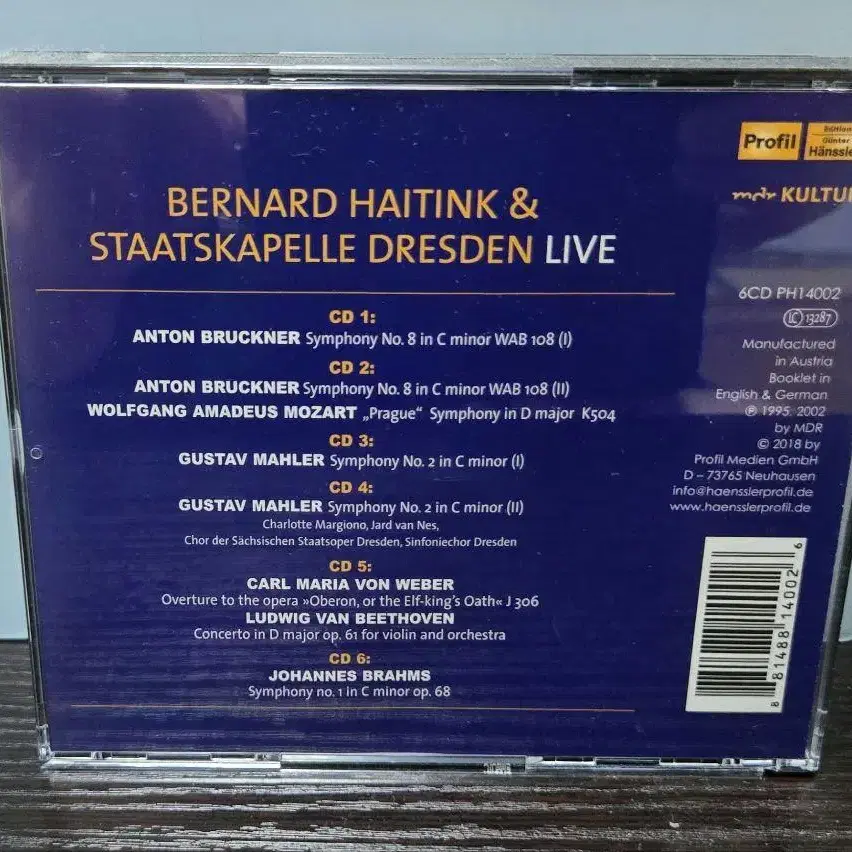 Profil
Edition
Günter
Hänssle
mdr KULTU
BERNARD HAITINK &
STAATSKAPELLE DRESDEN LIVE
6CD PH14002
LC 13287
Manufactured
in Austria
Booklet in
English & German
℗ 1995, 2002
by MDR
© 2018 by
Profil Medien GmbH
D – 73765 Neuhausen
info@haensslerprofil.de
www.haenssler​profil.de
CD 1:
ANTON BRUCKNER Symphony No. 8 in C minor WAB 108 (I)
CD 2:
ANTON BRUCKNER Symphony No. 8 in C minor WAB 108 (II)
WOLFGANG AMADEUS MOZART „Prague“ Symphony in D major K504
CD 3:
GUSTAV MAHLER Symphony No. 2 in C minor (I)
CD 4:
GUSTAV MAHLER Symphony No. 2 in C minor (II)
Charlotte Margiono, Jard van Nes,
Chor der Sächsischen Staatsoper Dresden, Sinfoniechor Dresden
CD 5:
CARL MARIA VON WEBER
Overture to the opera »Oberon, or the Elf-king's Oath« J 306
LUDWIG VAN BEETHOVEN
Concerto in D major op. 61 for violin and orchestra
CD 6:
JOHANNES BRAHMS
Symphony no. 1 in C minor op. 68
8 81488 14002 6